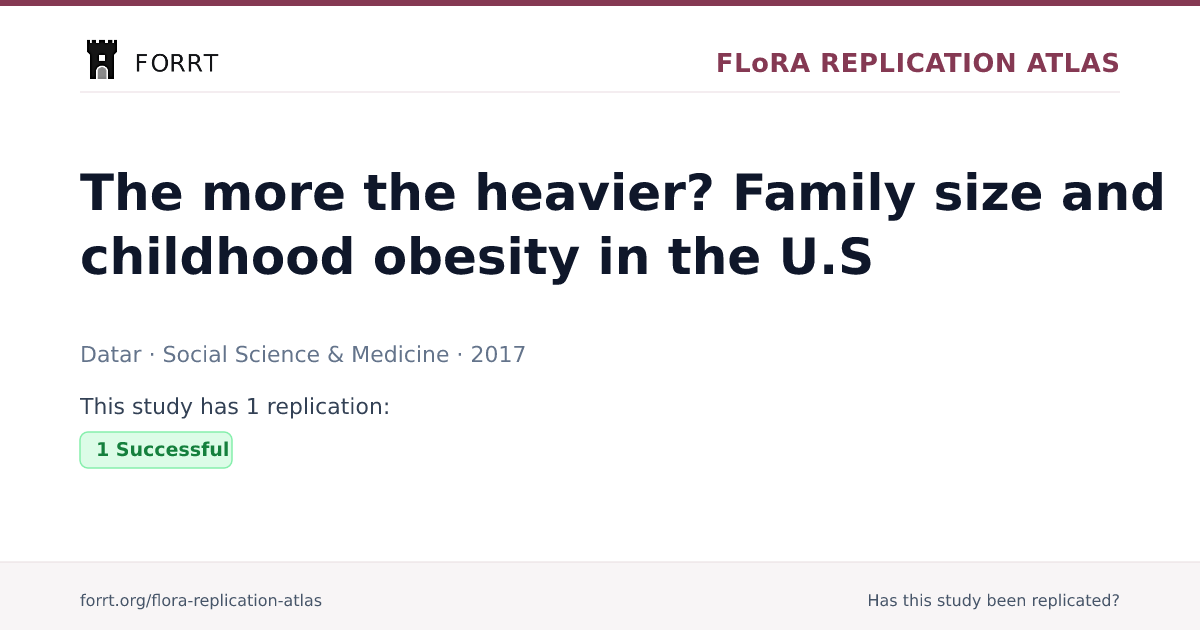 FORRT
FLoRA REPLICATION ATLAS
The more the heavier? Family size and
childhood obesity in the U.S
Datar · Social Science & Medicine · 2017
This study has 1 replication:
1 Successful
forrt.org/flora-replication-atlas
Has this study been replicated?